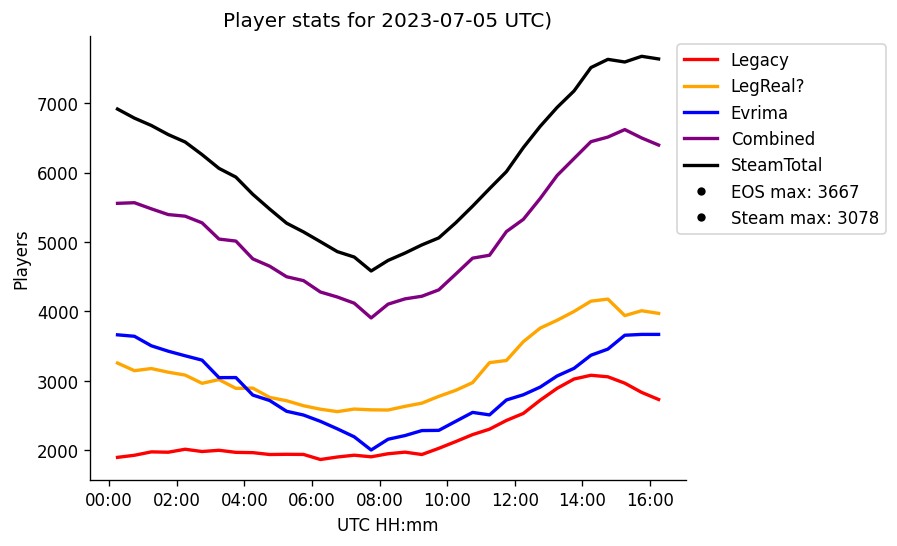 Player stats for 2023-07-05 UTC)
Legacy
LegReal?
Evrima
Combined
SteamTotal
EOS max: 3667
Steam max: 3078
Players
7000
6000
5000
4000
3000
2000
00:00 02:00 04:00 06:00 08:00 10:00 12:00 14:00 16:00
UTC HH:mm